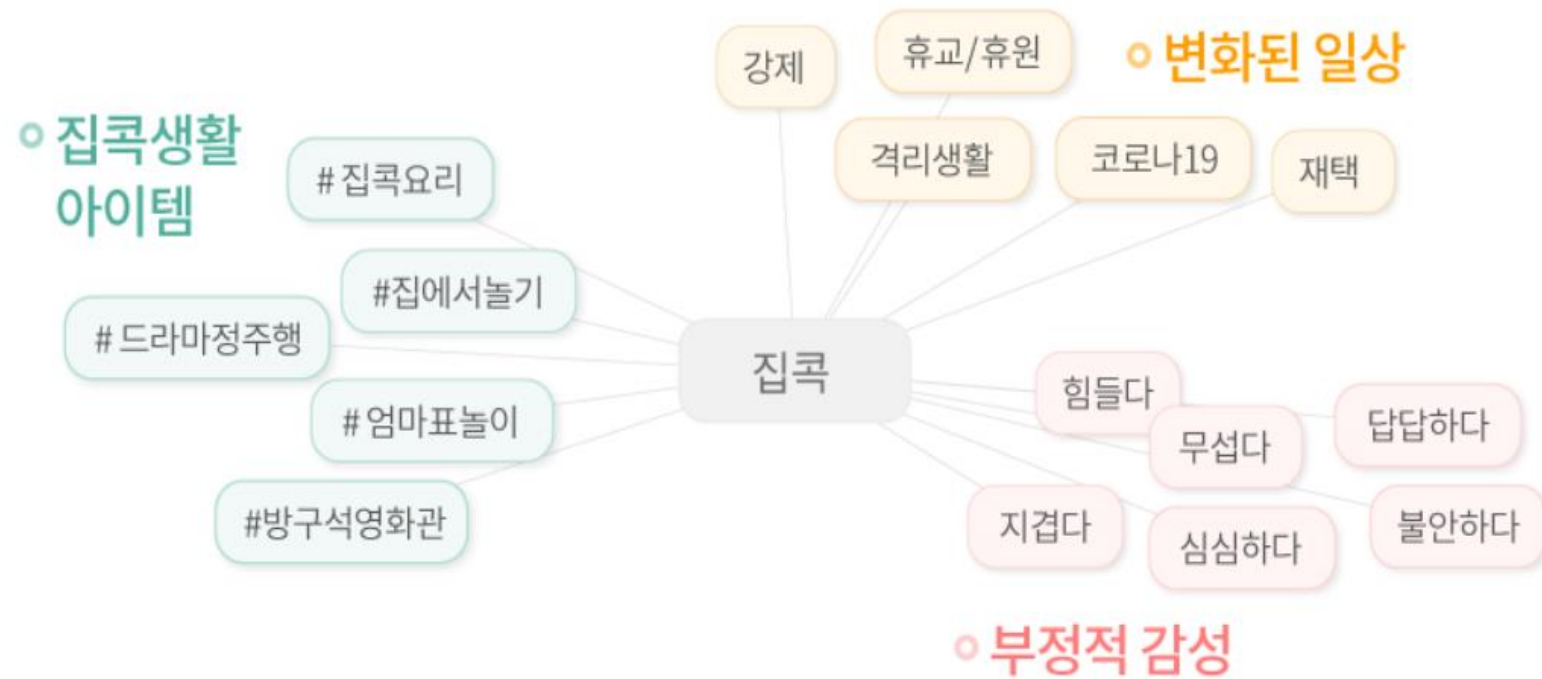 집콕생활
아이템
# 집콕요리
#집에서놀기
# 드라마정주행
# 엄마표놀이
#방구석영화관
집콕
변화된 일상
강제
휴교/휴원
격리생활
코로나19
재택
힘들다
무섭다
답답하다
지겹다
심심하다
불안하다
부정적 감성